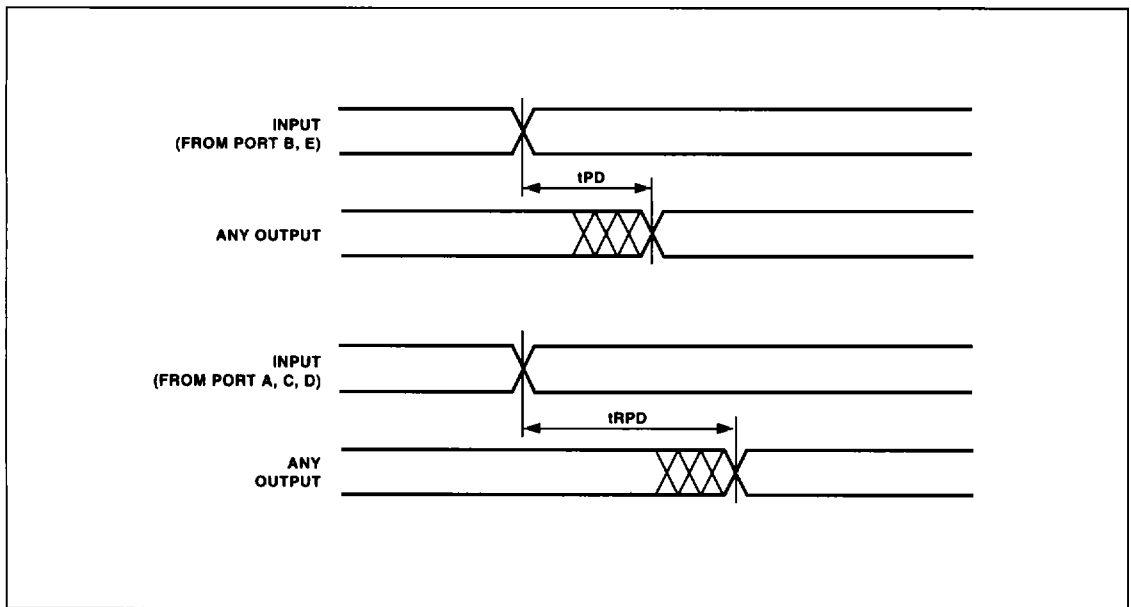 INPUT
(FROM PORT B, E)
tPD
ANY OUTPUT
INPUT
(FROM PORT A, C, D)
tRPD
ANY
OUTPUT